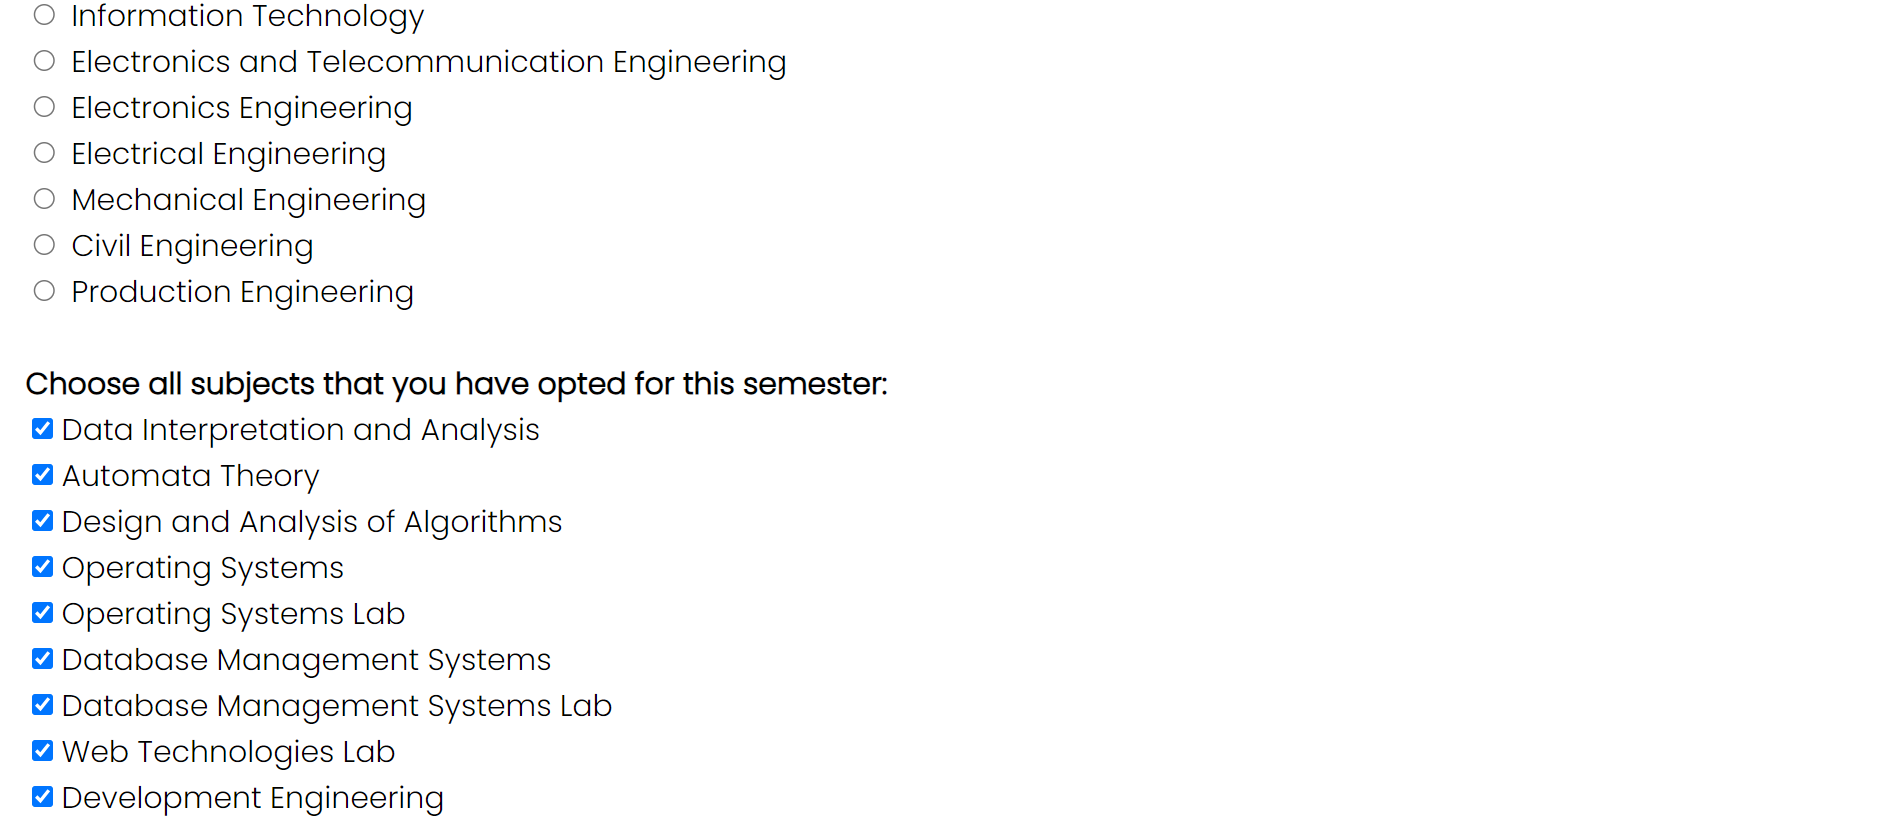 Information Technology
Electronics and Telecommunication Engineering
Electronics Engineering
Electrical Engineering
Mechanical Engineering
Civil Engineering
Production Engineering
Choose all subjects that you have opted for this semester:
Data Interpretation and Analysis
Automata Theory
Design and Analysis of Algorithms
Operating Systems
Operating Systems Lab
Database Management Systems
Database Management Systems Lab
Web Technologies Lab
Development Engineering